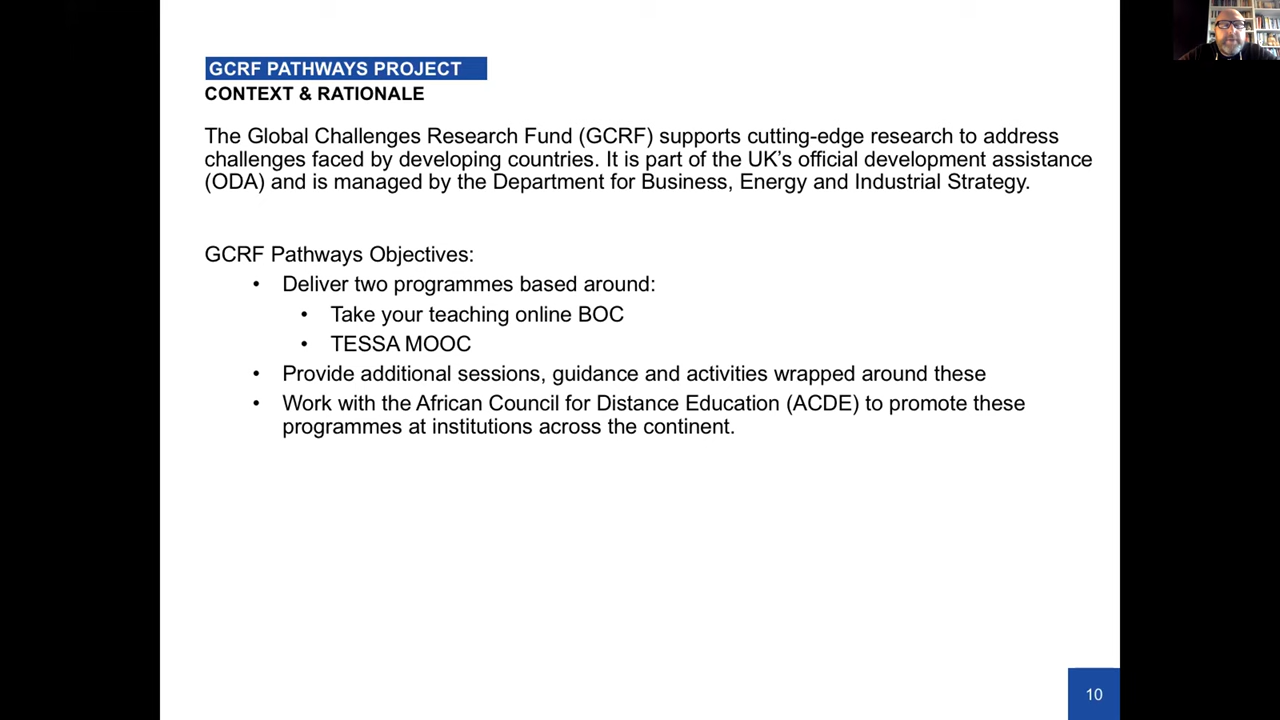 GCRF PATHWAYS PROJECT
CONTEXT & RATIONALE
The Global Challenges Research Fund (GCRF) supports cutting-edge research to address
challenges faced by developing countries. It is part of the UK's official development assistance
(ODA) and is managed by the Department for Business, Energy and Industrial Strategy.
GCRF Pathways Objectives:
• Deliver two programmes based around:
• Take your teaching online BOC
• TESSA MOOC
• Provide additional sessions, guidance and activities wrapped around these
• Work with the African Council for Distance Education (ACDE) to promote these
programmes at institutions across the continent.
10